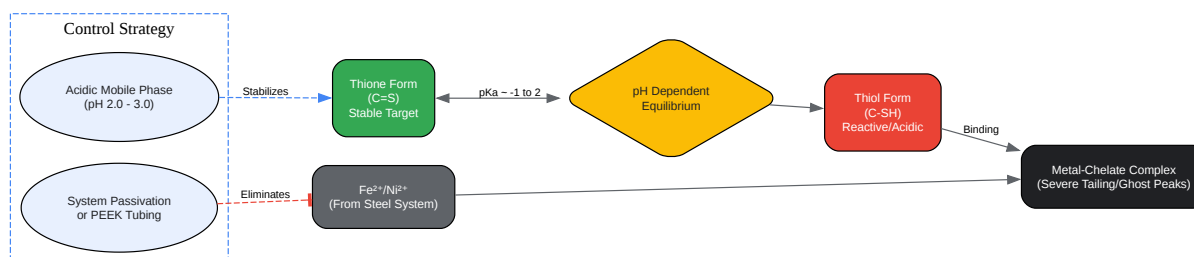 Control Strategy
Acidic Mobile Phase
(pH 2.0 - 3.0)
Stabilizes
Thione Form
(C=S)
Stable Target
pKa ~ -1 to 2
pH Dependent
Equilibrium
Thiol Form
(C-SH)
Reactive/Acidic
Binding
System Passivation
or PEEK Tubing
Eliminates
Fe²⁺/Ni²⁺
(From Steel System)
Metal-Chelate Complex
(Severe Tailing/Ghost Peaks)